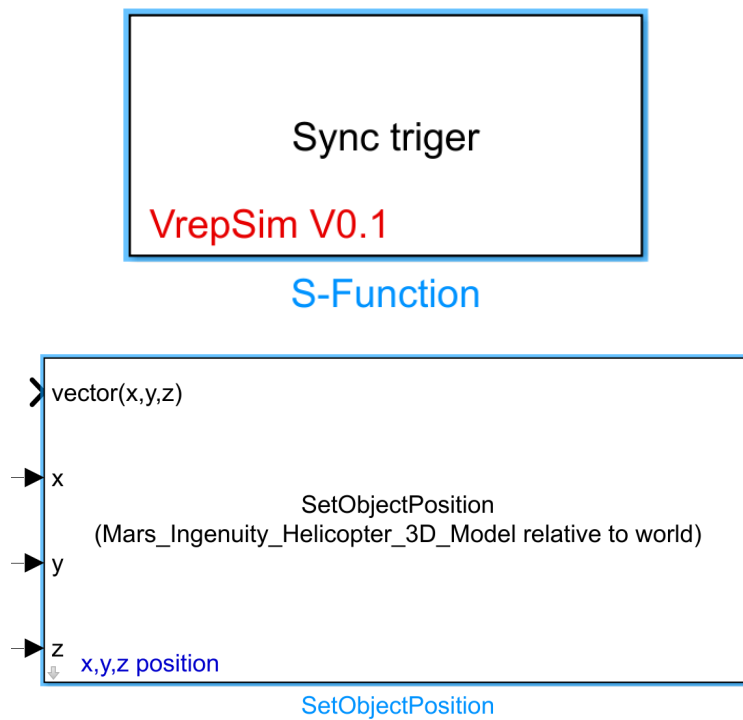 Sync triger
VrepSim V0.1
S-Function
vector(x,y,z)
x
SetObjectPosition
(Mars_Ingenuity_Helicopter_3D_Model relative to world)
y
z
x,y,z position
SetObjectPosition